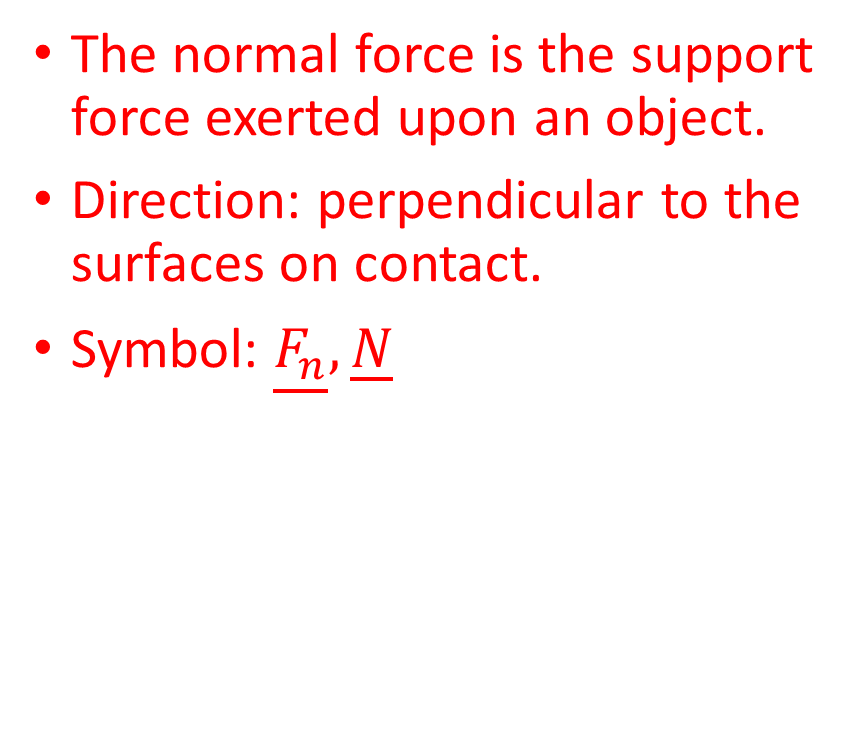 • The normal force is the support
force exerted upon an object.
• Direction: perpendicular to the
surfaces on contact.
• Symbol: Fₙ, N